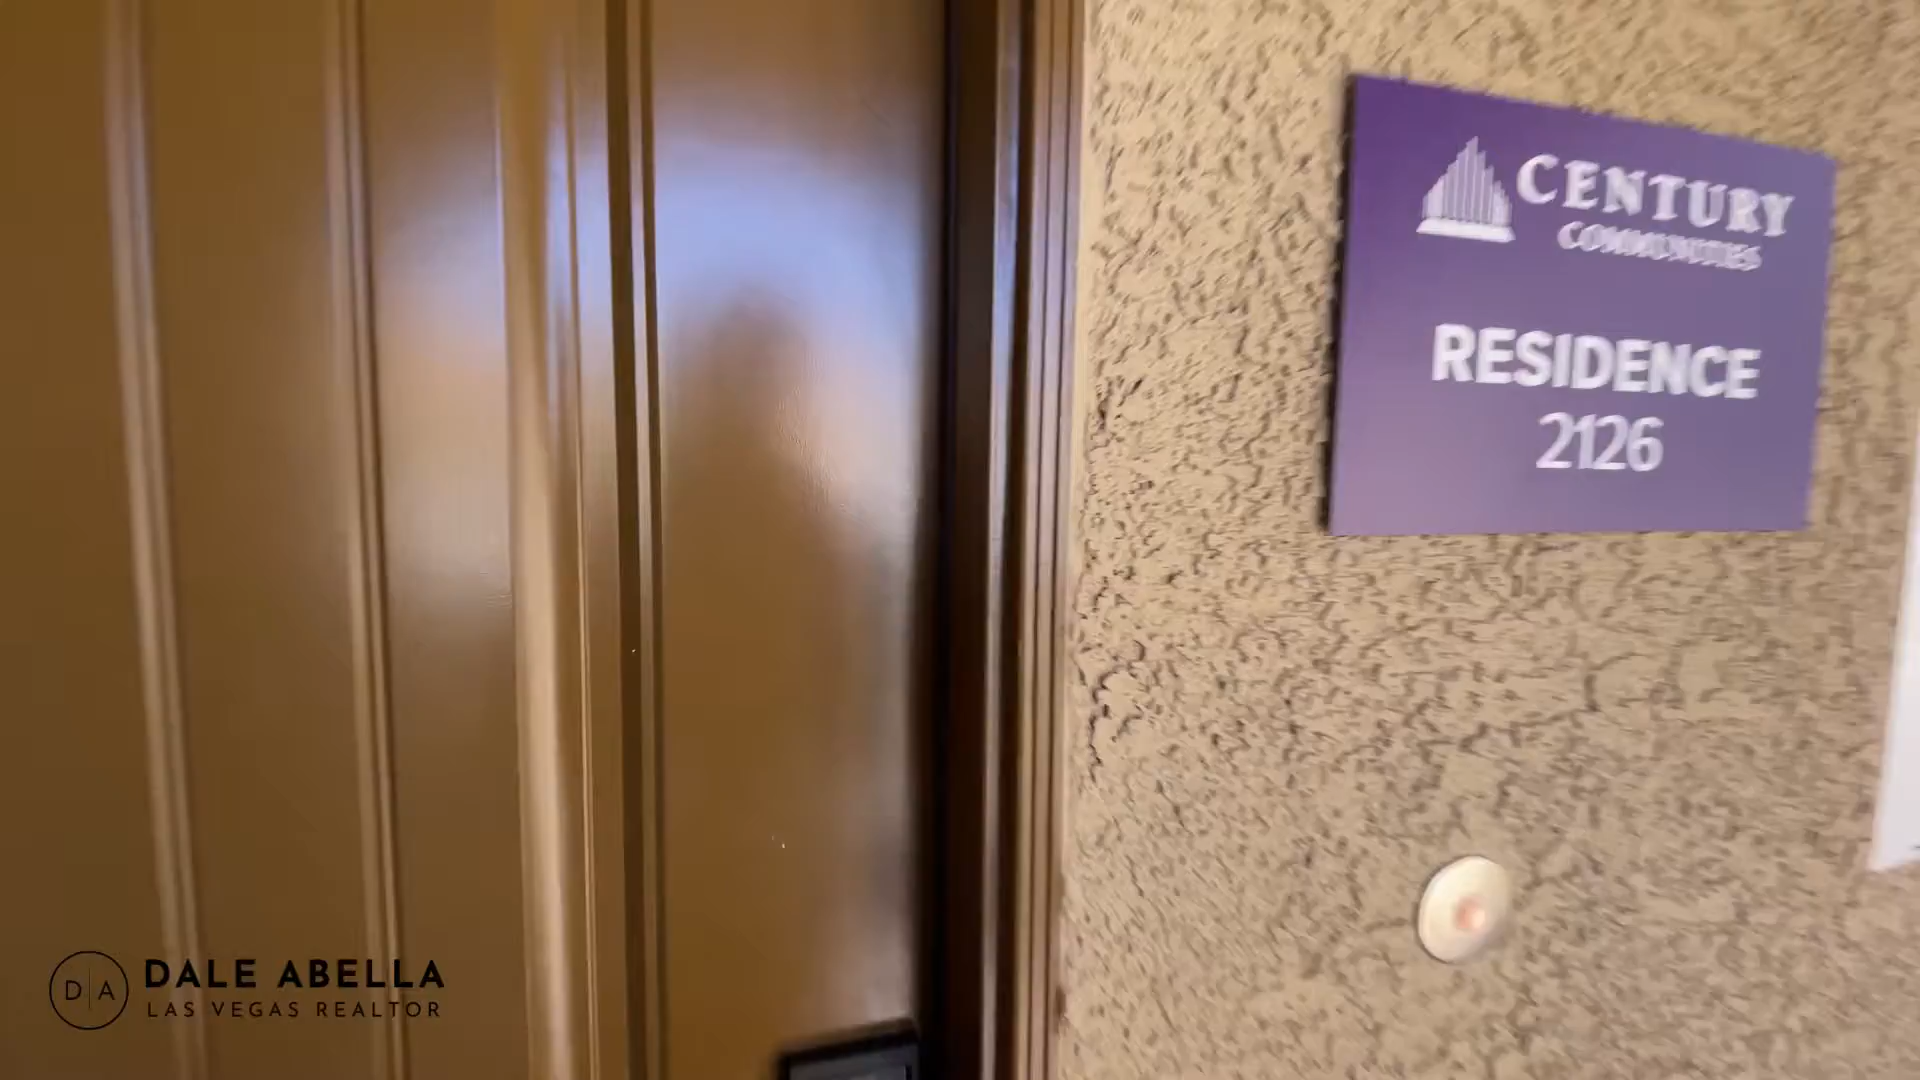 CENTURY
COMMUNITIES
RESIDENCE
2126
D|A
DALE ABELLA
LAS VEGAS REALTOR